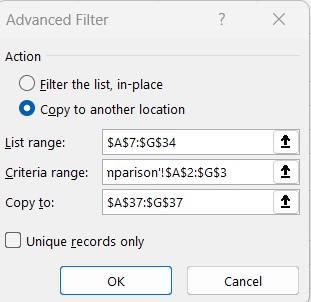 Advanced Filter ? ×
Action
Filter the list, in-place
Copy to another location
List range: $A$7:$G$34
Criteria range: nparison'!$A$2:$G$3
Copy to: $A$37:$G$37
Unique records only
OK Cancel